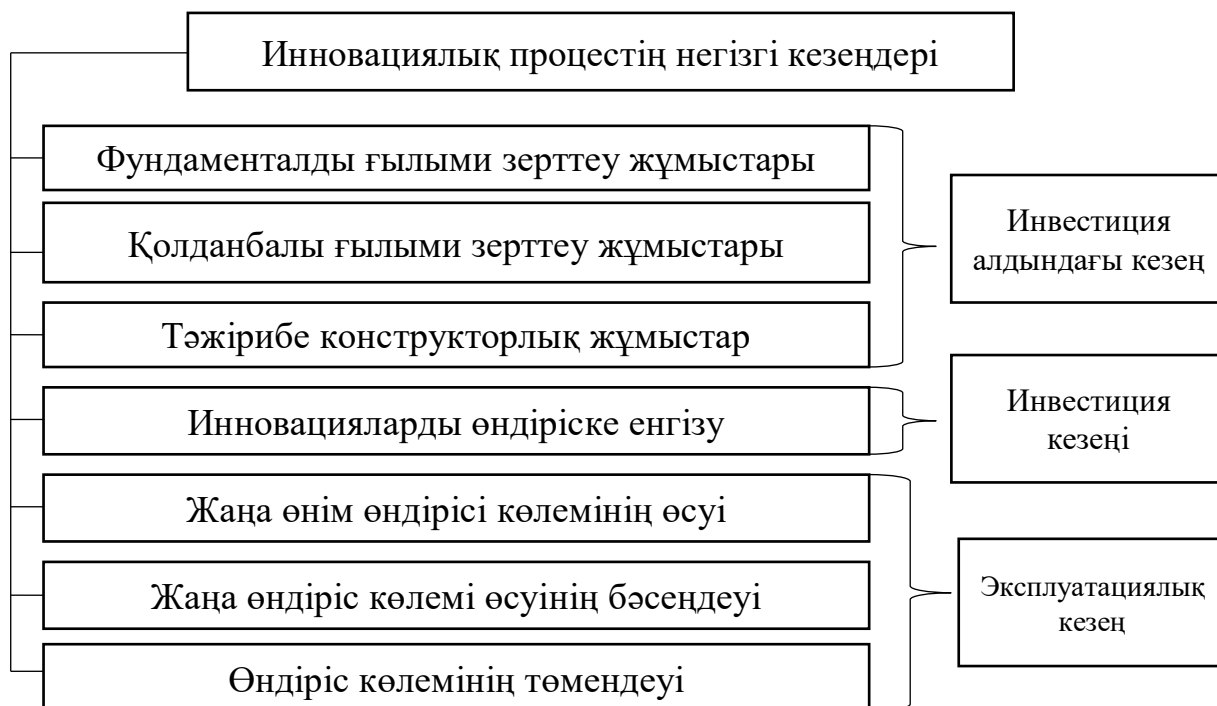 Инновациялық процестің негізгі кезеңдері
Фундаменталды ғылыми зерттеу жұмыстары
Қолданбалы ғылыми зерттеу жұмыстары
Тәжірибе конструкторлық жұмыстар
Инновацияларды өндіріске енгізу
Жаңа өнім өндірісі көлемінің өсуі
Жаңа өндіріс көлемі өсуінің бәсеңдеуі
Өндіріс көлемінің төмендеуі
Инвестиция
алдындағы кезең
Инвестиция
кезеңі
Эксплуатациялық
кезең